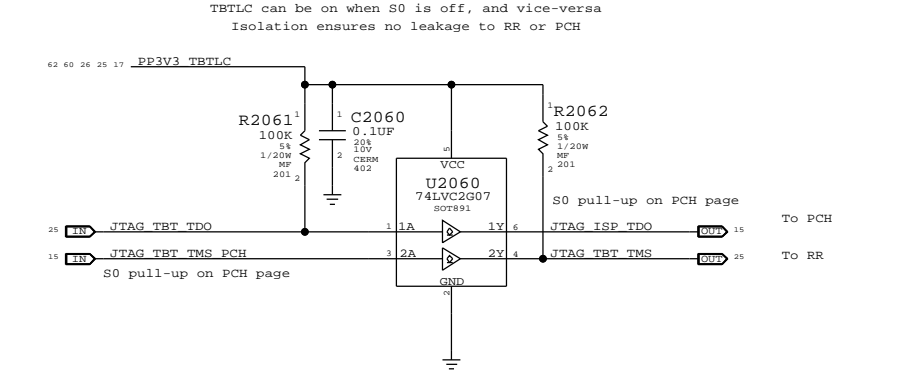 TBTLC can be on when S0 is off, and vice-versa
Isolation ensures no leakage to RR or PCH
62 60 26 25 17 PP3V3_TBTLC
R2061 1
100K
5%
1/20W
MF
201 2
1 C2060
0.1UF
20%
10V
2 CERM
402
1 R2062
100K
5%
1/20W
MF
2 201
5
VCC
U2060
74LVC2G07
SOT891
S0 pull-up on PCH page
25 IN JTAG_TBT_TDO 1 1A 1Y 6 JTAG_ISP_TDO OUT 15 To PCH
15 IN JTAG_TBT_TMS_PCH 3 2A 2Y 4 JTAG_TBT_TMS OUT 25 To RR
S0 pull-up on PCH page
GND
2